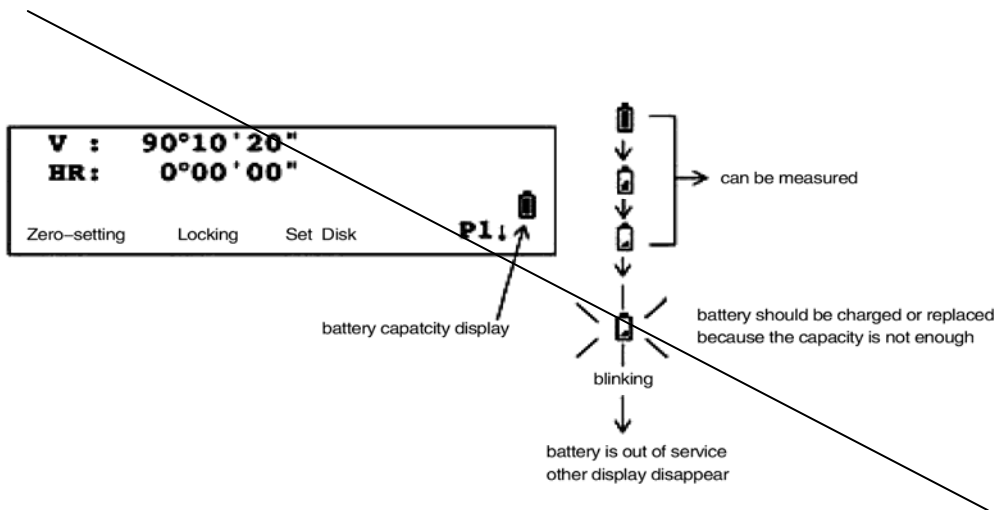 V : 90°10'20"
HR: 0°00'00"
Zero-setting Locking Set Disk P1↓
battery capatcity display
can be measured
battery should be charged or replaced
because the capacity is not enough
blinking
battery is out of service
other display disappear